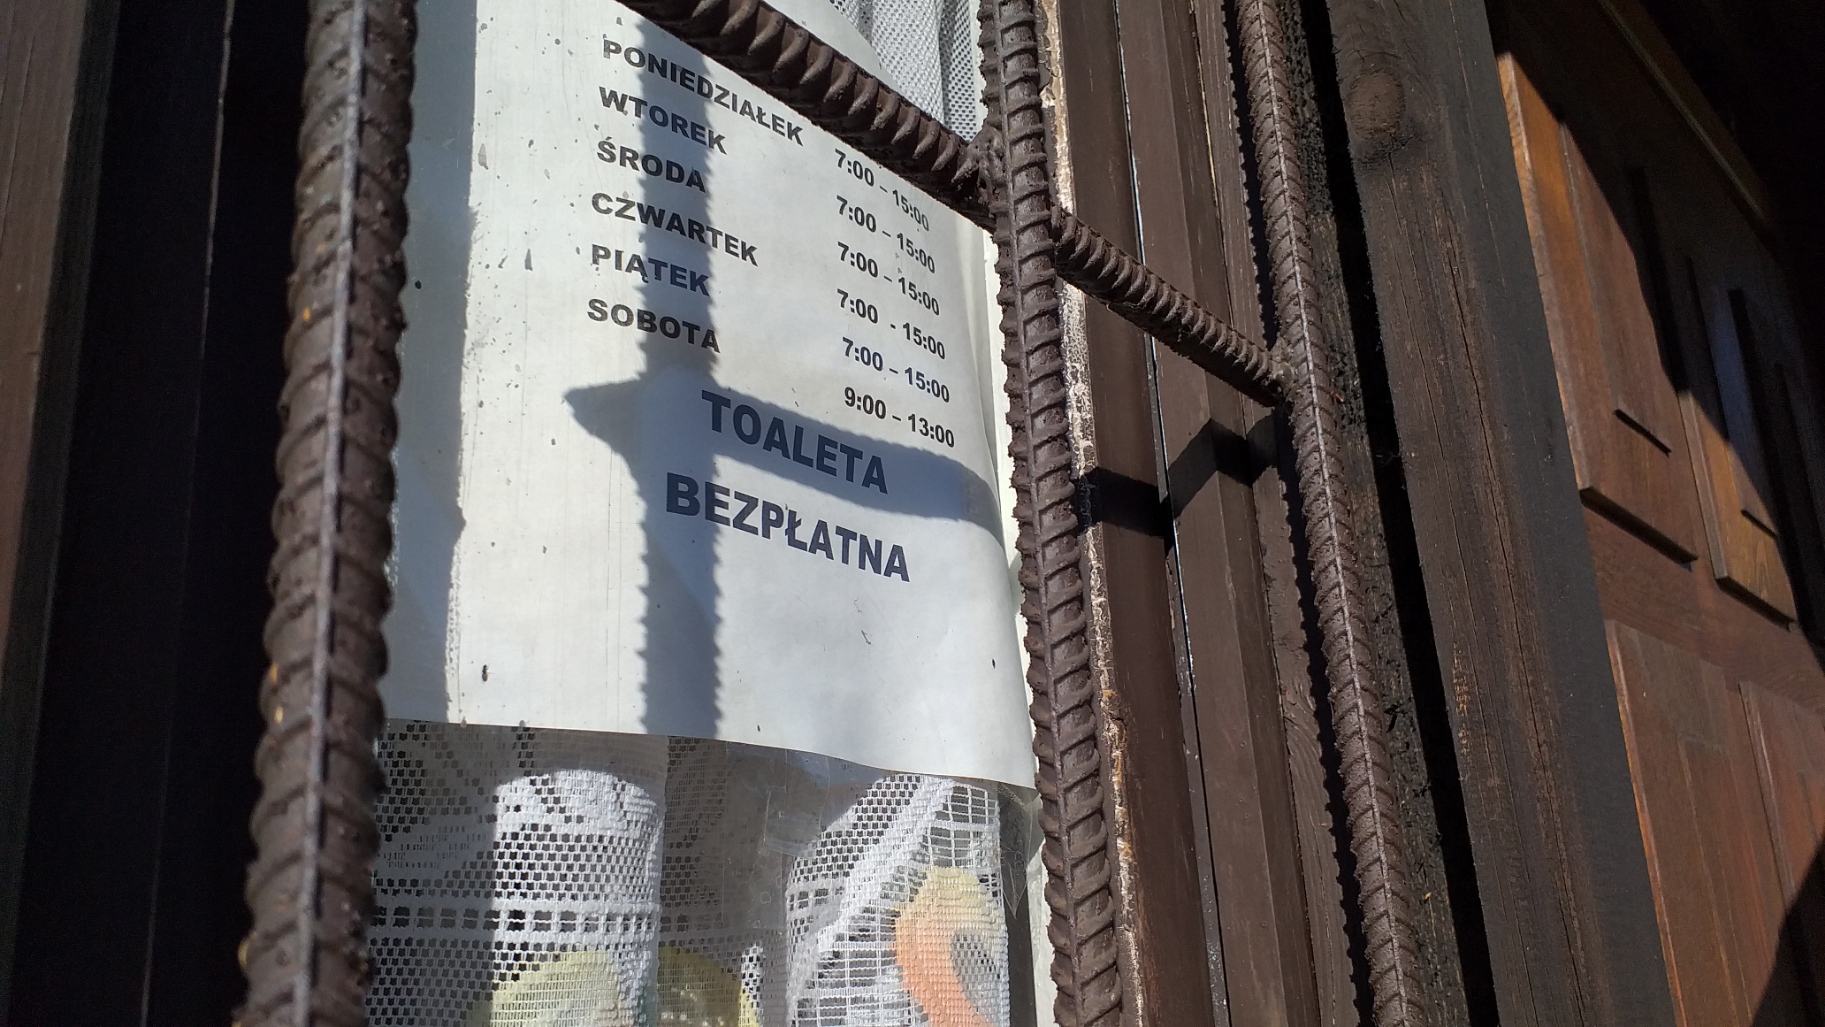 PONIEDZIAŁEK 7:00 – 15:00
WTOREK 7:00 – 15:00
ŚRODA 7:00 – 15:00
CZWARTEK 7:00 - 15:00
PIĄTEK 7:00 – 15:00
SOBOTA 9:00 – 13:00
TOALETA
BEZPŁATNA